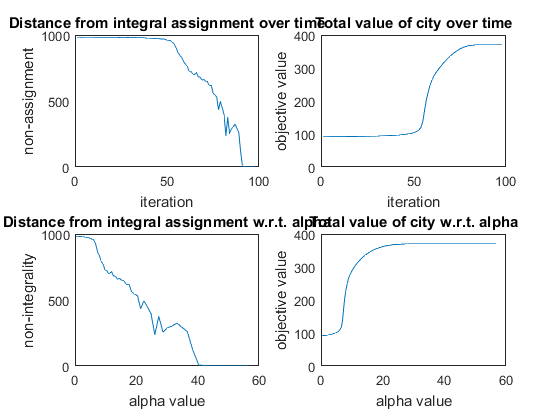 Distance from integral assignment over time
Total value of city over time
1000
500
0
non-assignment
0
50
100
iteration
400
300
200
100
0
objective value
0
50
100
iteration
Distance from integral assignment w.r.t. alpha
Total value of city w.r.t. alpha
1000
500
0
non-integrality
0
20
40
60
alpha value
400
300
200
100
0
objective value
0
20
40
60
alpha value